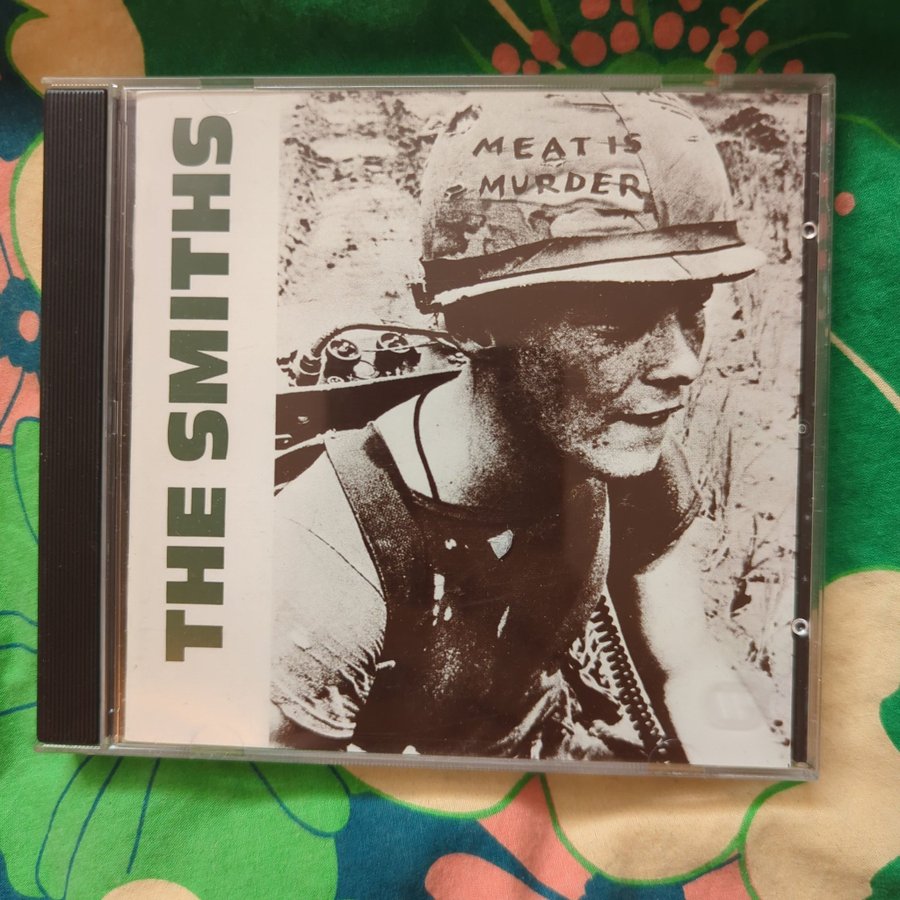 THE SMITHS
MEAT IS
MURDER